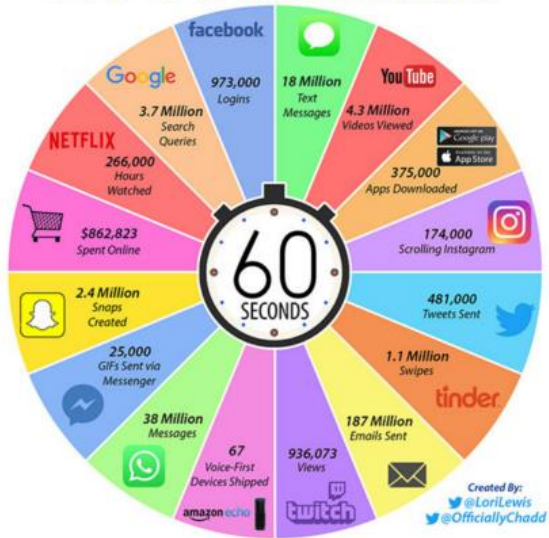 facebook
973,000
Logins
18 Million
Text
Messages
YouTube
4.3 Million
Videos Viewed
Google play
App Store
375,000
Apps Downloaded
174,000
Scrolling Instagram
481,000
Tweets Sent
1.1 Million
Swipes
tinder
187 Million
Emails Sent
936,073
Views
twitch
67
Voice-First
Devices Shipped
amazon echo
38 Million
Messages
25,000
GIFs Sent via
Messenger
2.4 Million
Snaps
Created
$862,823
Spent Online
NETFLIX
266,000
Hours
Watched
Google
3.7 Million
Search
Queries
60
SECONDS
Created By:
@LoriLewis
@OfficiallyChadd